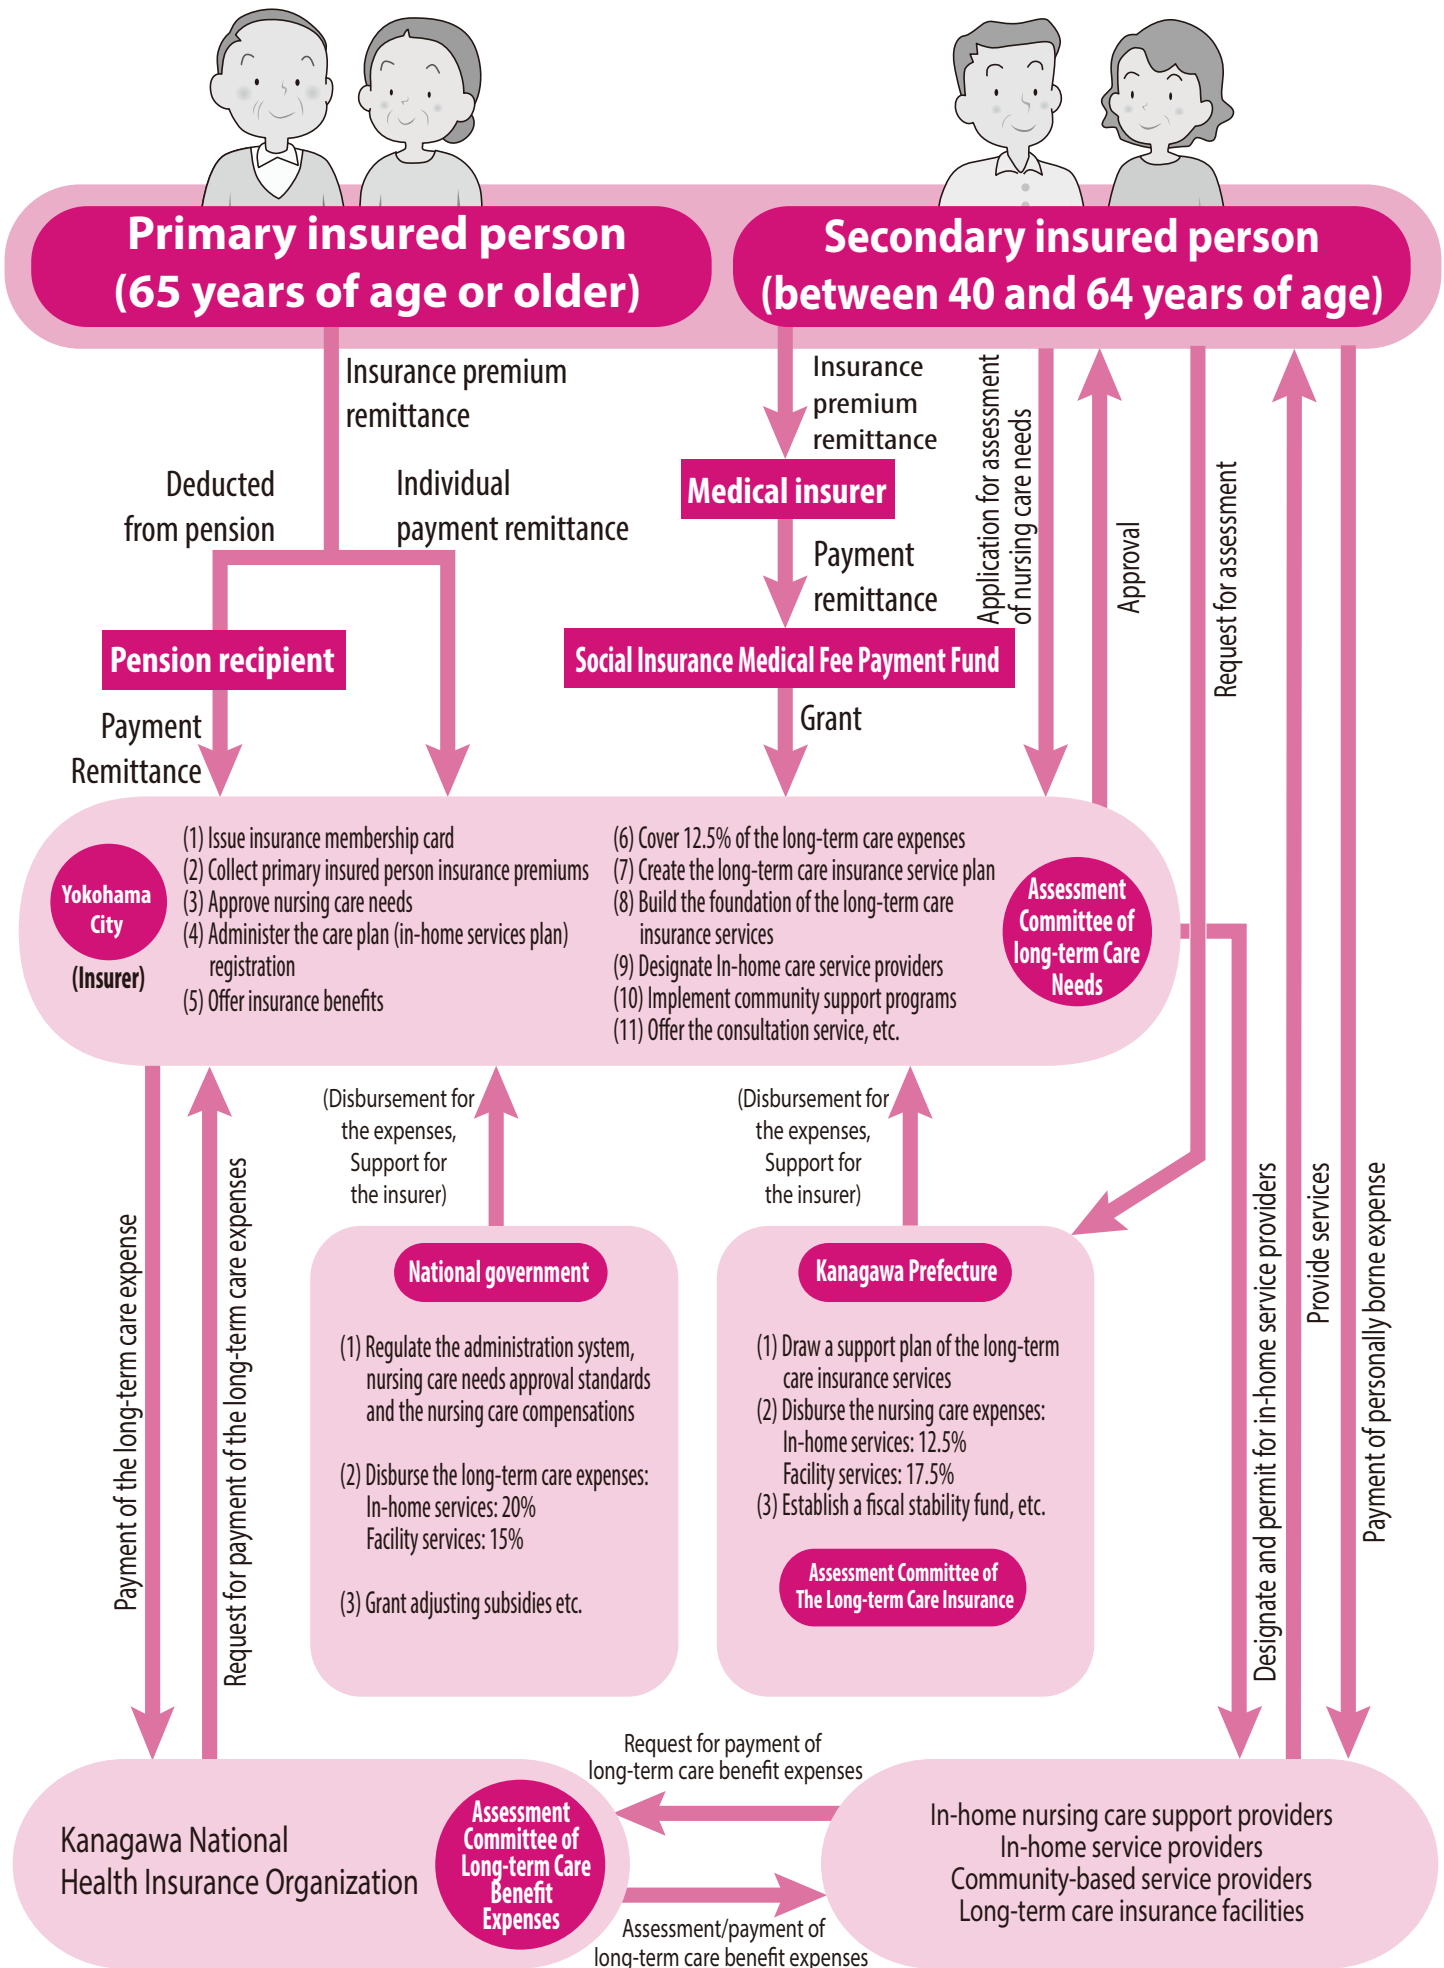 Primary insured person
(65 years of age or older)
Secondary insured person
(between 40 and 64 years of age)
Insurance premium
remittance
Deducted
from pension
Individual
payment remittance
Pension recipient
Payment
Remittance
Insurance
premium
remittance
Medical insurer
Payment
remittance
Social Insurance Medical Fee Payment Fund
Grant
Application for assessment
of nursing care needs
Approval
Request for assessment
Yokohama
City
(Insurer)
(1) Issue insurance membership card
(2) Collect primary insured person insurance premiums
(3) Approve nursing care needs
(4) Administer the care plan (in-home services plan)
registration
(5) Offer insurance benefits
(6) Cover 12.5% of the long-term care expenses
(7) Create the long-term care insurance service plan
(8) Build the foundation of the long-term care
insurance services
(9) Designate In-home care service providers
(10) Implement community support programs
(11) Offer the consultation service, etc.
Assessment
Committee of
long-term Care
Needs
Payment of the long-term care expense
Request for payment of the long-term care expenses
(Disbursement for
the expenses,
Support for
the insurer)
(Disbursement for
the expenses,
Support for
the insurer)
National government
(1) Regulate the administration system,
nursing care needs approval standards
and the nursing care compensations
(2) Disburse the long-term care expenses:
In-home services: 20%
Facility services: 15%
(3) Grant adjusting subsidies etc.
Kanagawa Prefecture
(1) Draw a support plan of the long-term
care insurance services
(2) Disburse the nursing care expenses:
In-home services: 12.5%
Facility services: 17.5%
(3) Establish a fiscal stability fund, etc.
Assessment Committee of
The Long-term Care Insurance
Designate and permit for in-home service providers
Provide services
Payment of personally borne expense
Kanagawa National
Health Insurance Organization
Assessment
Committee of
Long-term Care
Benefit
Expenses
Request for payment of
long-term care benefit expenses
Assessment/payment of
long-term care benefit expenses
In-home nursing care support providers
In-home service providers
Community-based service providers
Long-term care insurance facilities